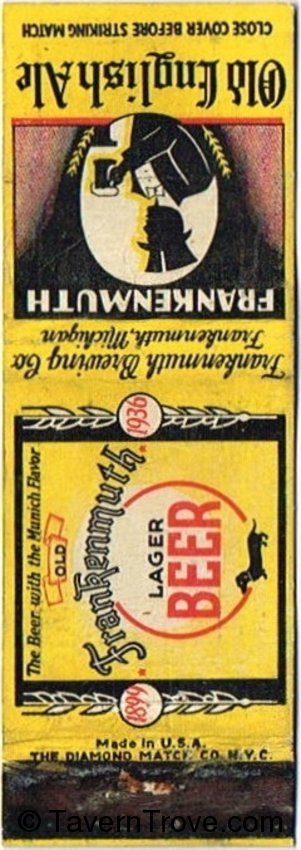 CLOSE COVER BEFORE STRIKING MATCH
Old English Ale
FRANKENMUTH
Frankenmuth Brewing Co
Frankenmuth, Michigan
The Beer with the Munich Flavor
OLD
Frankenmuth
LAGER
BEER
1899
1936
Made in U.S.A.
THE DIAMOND MATCH CO. N.Y.C.
© TavernTrove.com